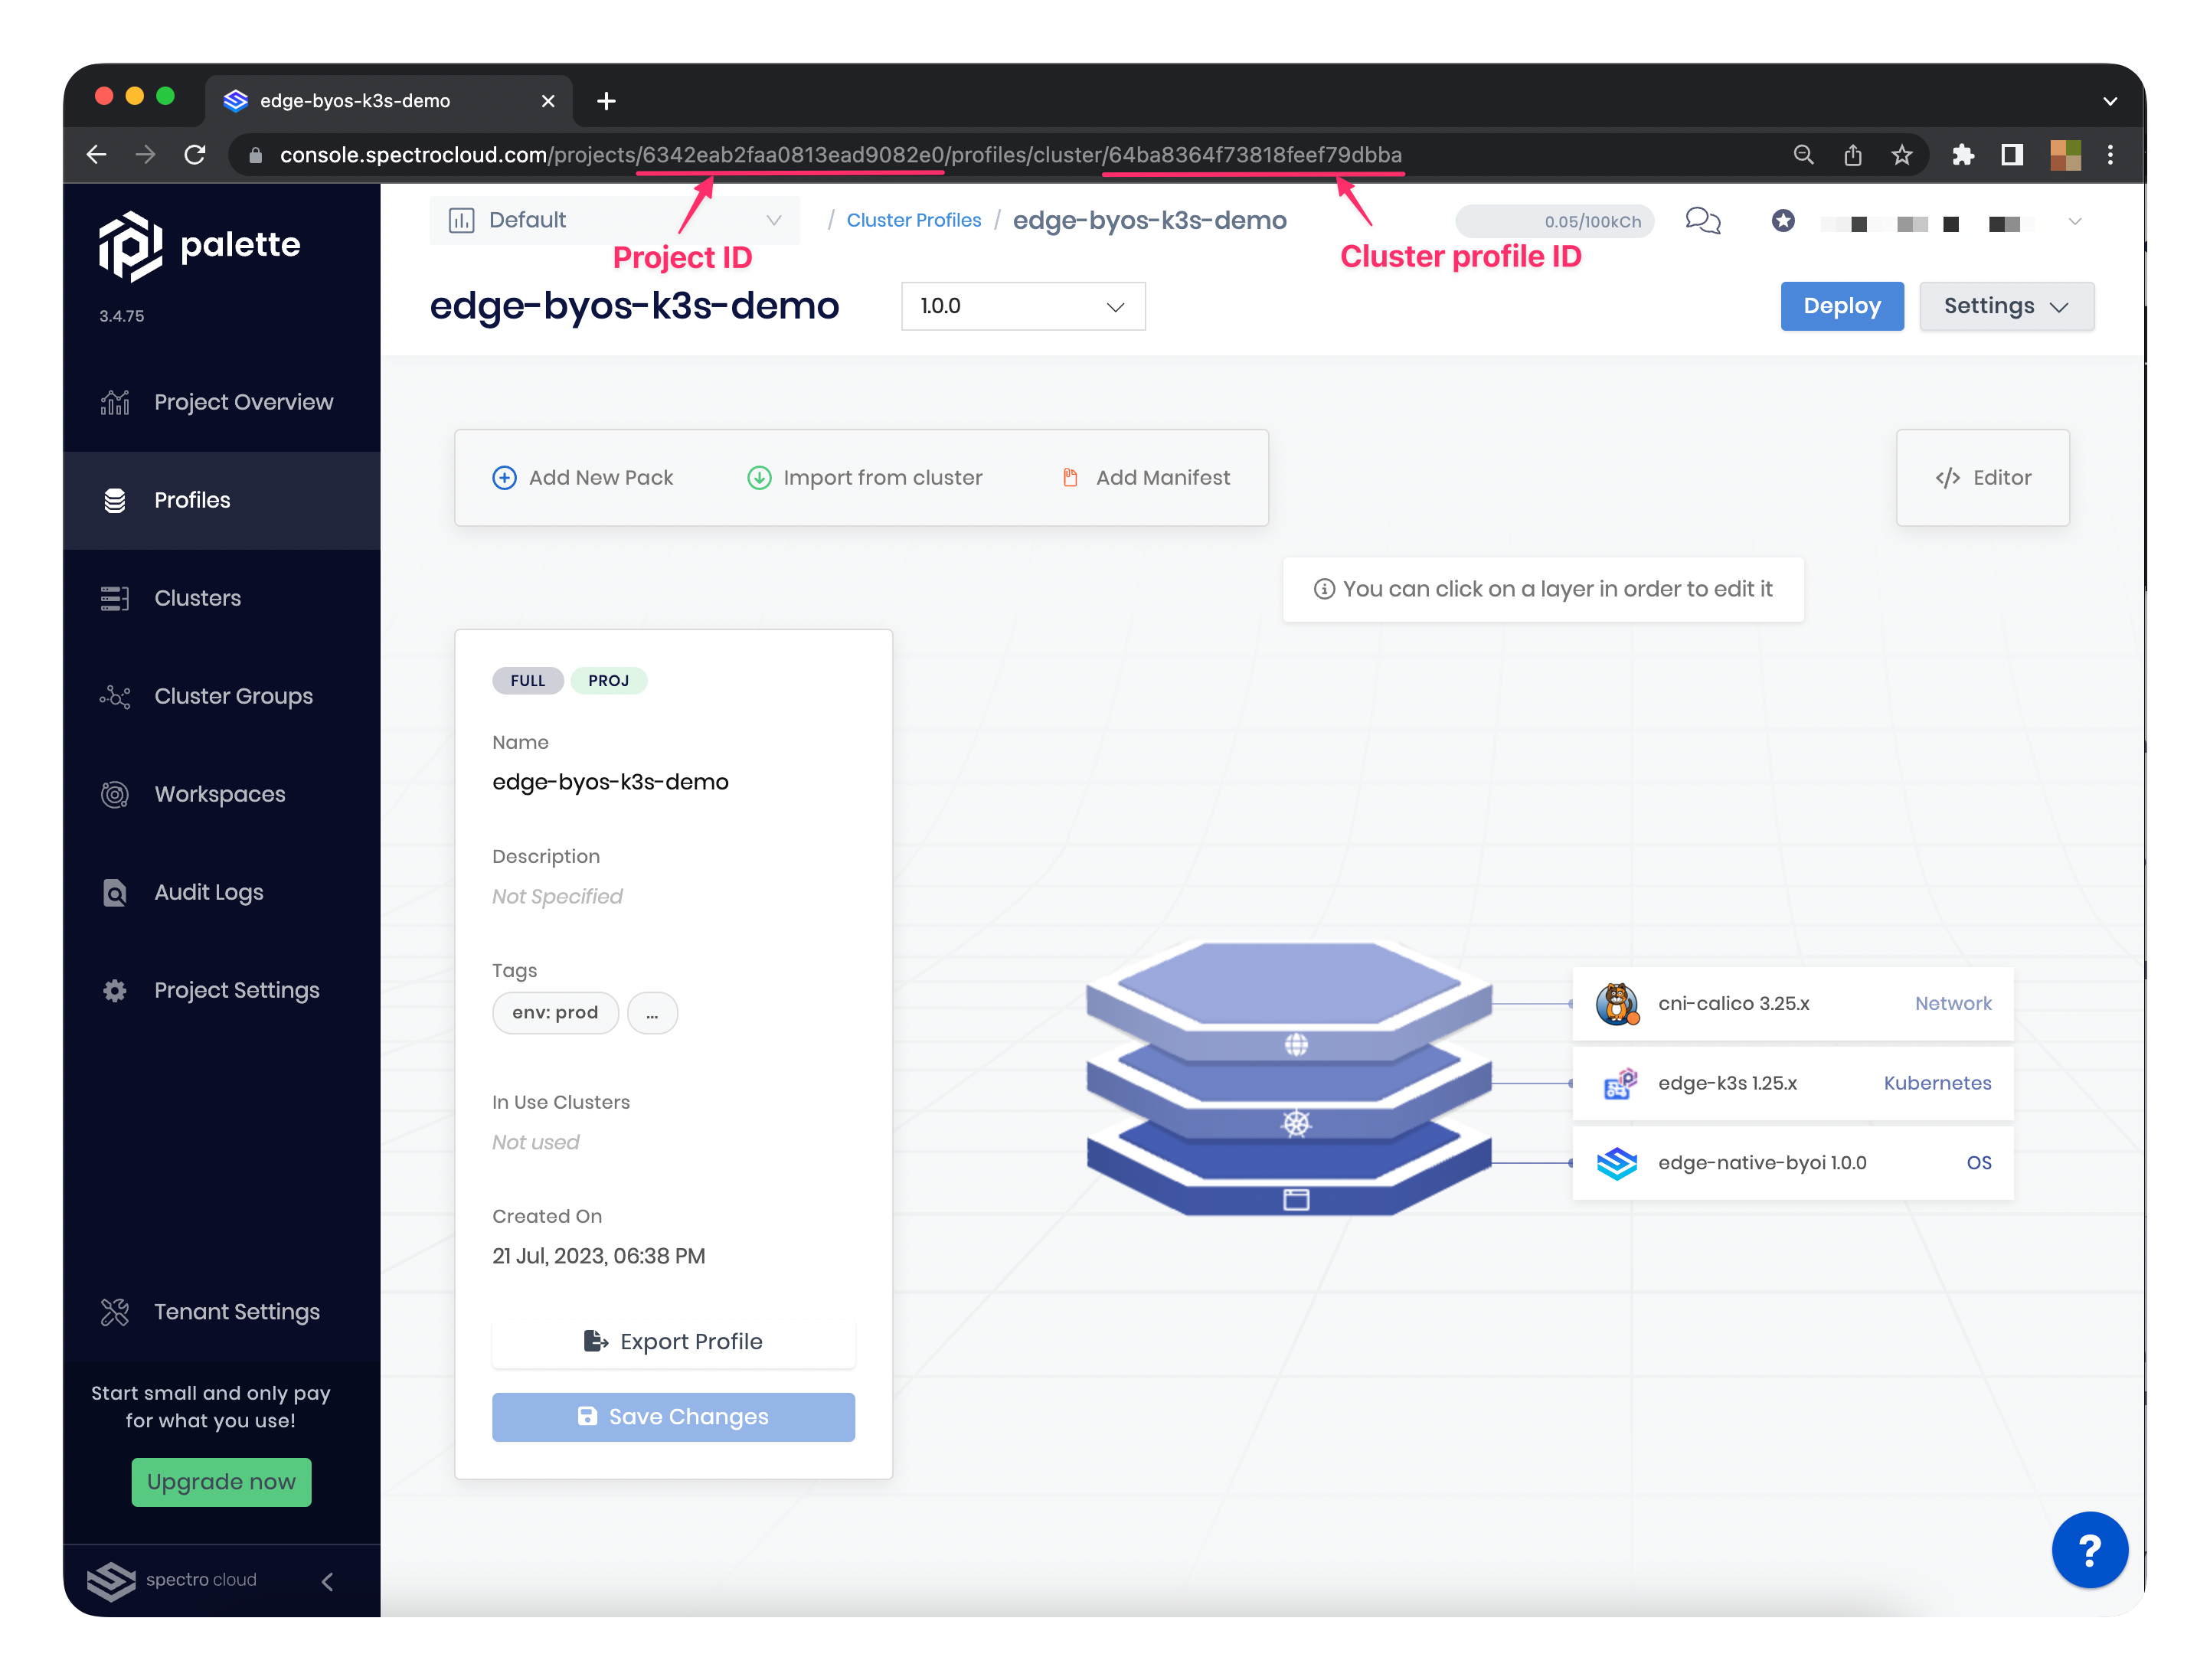 edge-byos-k3s-demo
console.spectrocloud.com/projects/6342eab2faa0813ead9082e0/profiles/cluster/64ba8364f73818feef79dbba
palette
3.4.75
Project Overview
Profiles
Clusters
Cluster Groups
Workspaces
Audit Logs
Project Settings
Tenant Settings
Start small and only pay
for what you use!
Upgrade now
spectro cloud
Default / Cluster Profiles / edge-byos-k3s-demo 0.05/100kCh
Project ID
Cluster profile ID
edge-byos-k3s-demo 1.0.0 Deploy Settings
Add New Pack Import from cluster Add Manifest </> Editor
You can click on a layer in order to edit it
FULL PROJ
Name
edge-byos-k3s-demo
Description
Not Specified
Tags
env: prod ...
In Use Clusters
Not used
Created On
21 Jul, 2023, 06:38 PM
Export Profile
Save Changes
cni-calico 3.25.x Network
edge-k3s 1.25.x Kubernetes
edge-native-byoi 1.0.0 OS
?